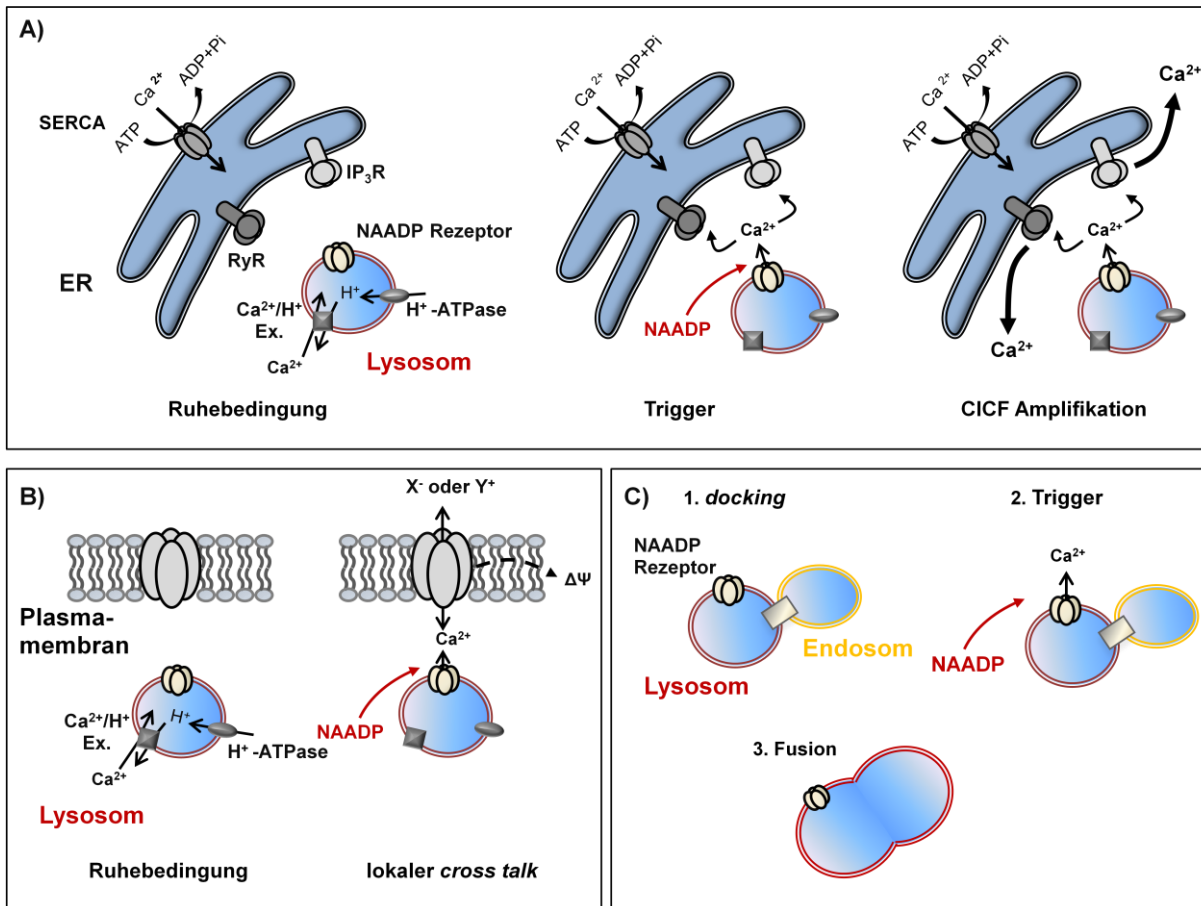 A)
SERCA
Ca²⁺
ADP+Pi
ATP
IP₃R
RyR
ER
NAADP Rezeptor
H⁺
Ca²⁺/H⁺
Ex.
Ca²⁺
H⁺ -ATPase
Lysosom
Ruhebedingung
Ca²⁺
ADP+Pi
ATP
Ca²⁺
NAADP
Trigger
Ca²⁺
ADP+Pi
ATP
Ca²⁺
Ca²⁺
Ca²⁺
CICF Amplifikation
B)
Plasma-
membran
Ca²⁺/H⁺
Ex.
H⁺
Ca²⁺
H⁺ -ATPase
Lysosom
Ruhebedingung
X⁻ oder Y⁺
ΔΨ
Ca²⁺
NAADP
lokaler cross talk
C)
1. docking
NAADP
Rezeptor
Endosom
Lysosom
2. Trigger
Ca²⁺
NAADP
3. Fusion